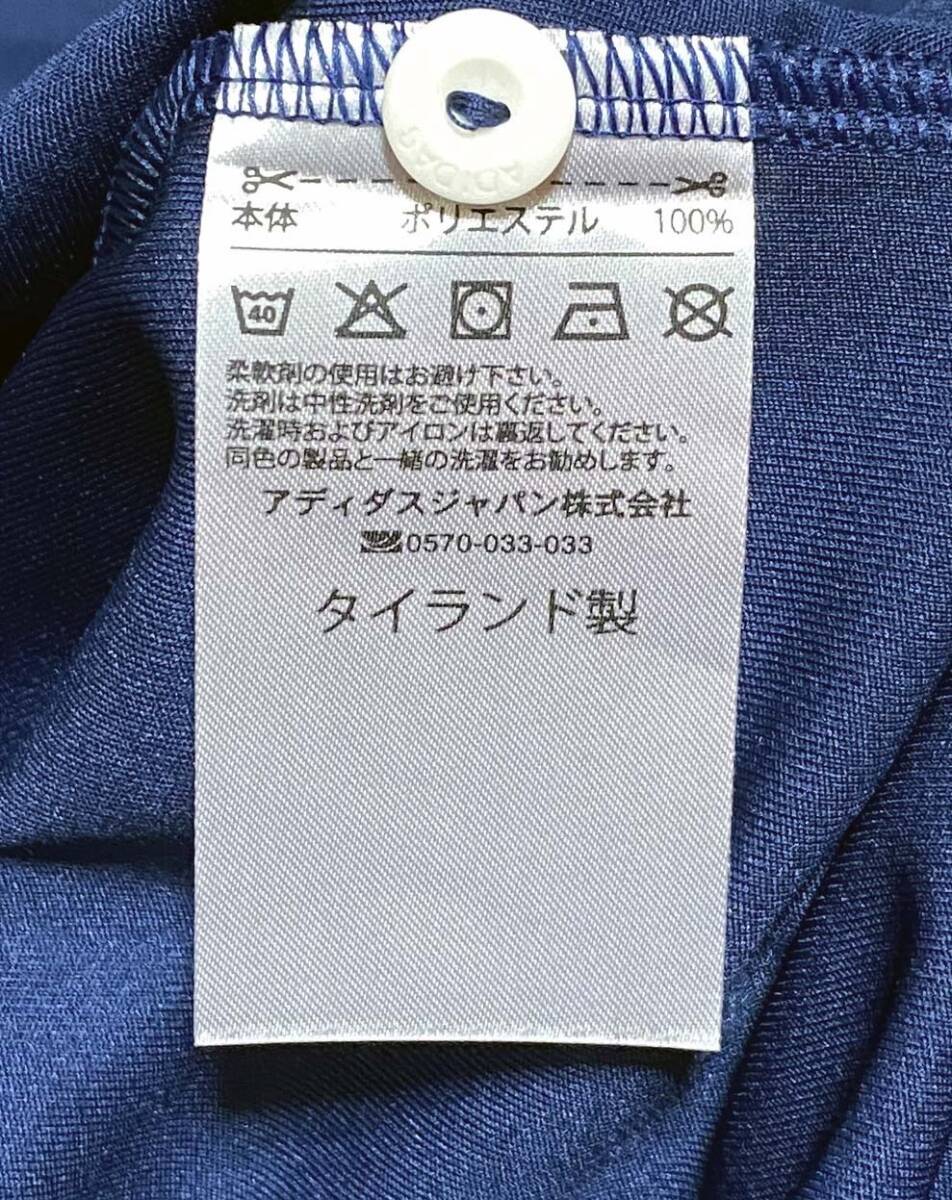 ADIDAS
本体 ポリエステル 100%
40
柔軟剤の使用はお避け下さい。
洗剤は中性洗剤をご使用ください。
洗濯時およびアイロンは裏返してください。
同色の製品と一緒の洗濯をお勧めします。
アディダスジャパン株式会社
0570-033-033
タイランド製